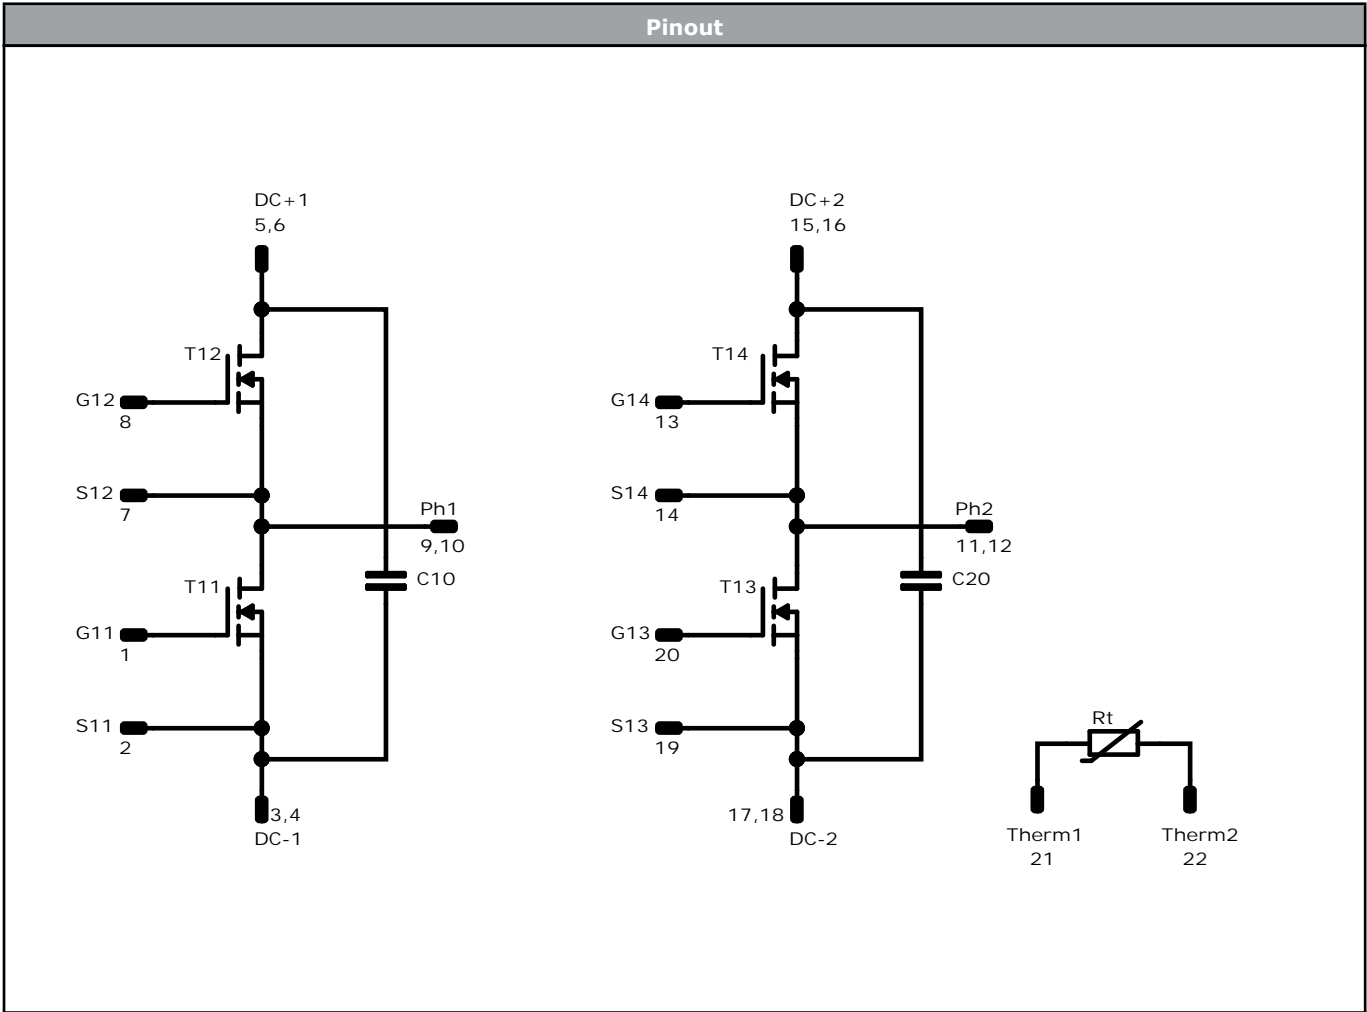 Pinout
DC+1
5,6
T12
G12
8
S12
7
Ph1
9,10
T11
C10
G11
1
S11
2
3,4
DC-1
DC+2
15,16
T14
G14
13
S14
14
Ph2
11,12
T13
C20
G13
20
S13
19
17,18
DC-2
Rt
Therm1
21
Therm2
22